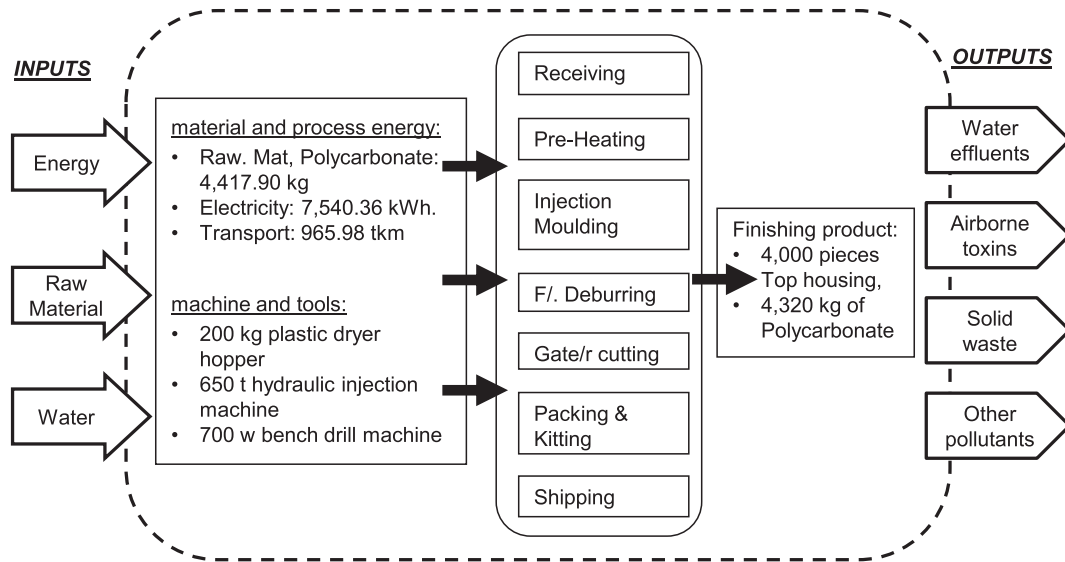 INPUTS
Energy
Raw
Material
Water
material and process energy:
• Raw. Mat, Polycarbonate:
4,417.90 kg
• Electricity: 7,540.36 kWh.
• Transport: 965.98 tkm
machine and tools:
• 200 kg plastic dryer
hopper
• 650 t hydraulic injection
machine
• 700 w bench drill machine
Receiving
Pre-Heating
Injection
Moulding
F/. Deburring
Gate/r cutting
Packing &
Kitting
Shipping
Finishing product:
• 4,000 pieces
Top housing,
• 4,320 kg of
Polycarbonate
OUTPUTS
Water
effluents
Airborne
toxins
Solid
waste
Other
pollutants